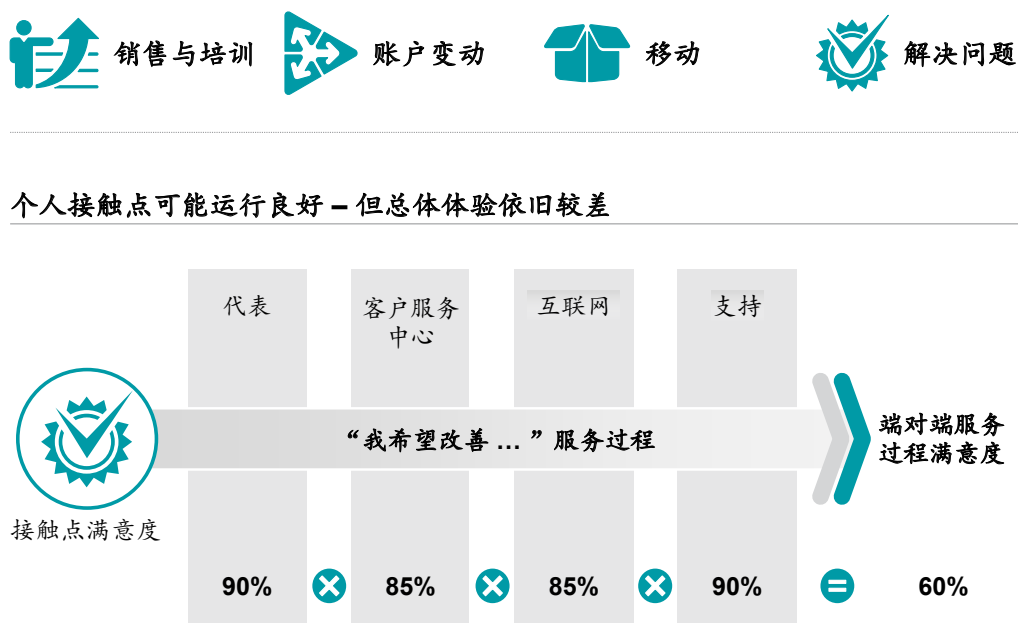 销售与培训
账户变动
移动
解决问题
个人接触点可能运行良好 – 但总体体验依旧较差
代表
客户服务
中心
互联网
支持
“我希望改善 … ”服务过程
端对端服务
过程满意度
接触点满意度
90%
85%
85%
90%
=
60%